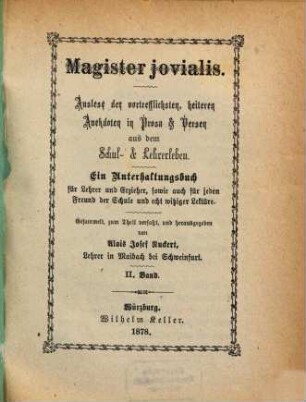 Magister jovialis.
Auslese der vortrefflichsten, heiteren
Anekdoten in Prosa & Versen
aus dem
Schul- & Lehrerleben.
Ein Unterhaltungsbuch
für Lehrer und Erzieher, sowie auch für jeden
Freund der Schule und echt witziger Lektüre.
Gesammelt, zum Theil verfaßt, und herausgegeben
von
Alois Josef Ruckert,
Lehrer in Maibach bei Schweinfurt.
II. Band.
Würzburg.
Wilhelm Keller.
1878.